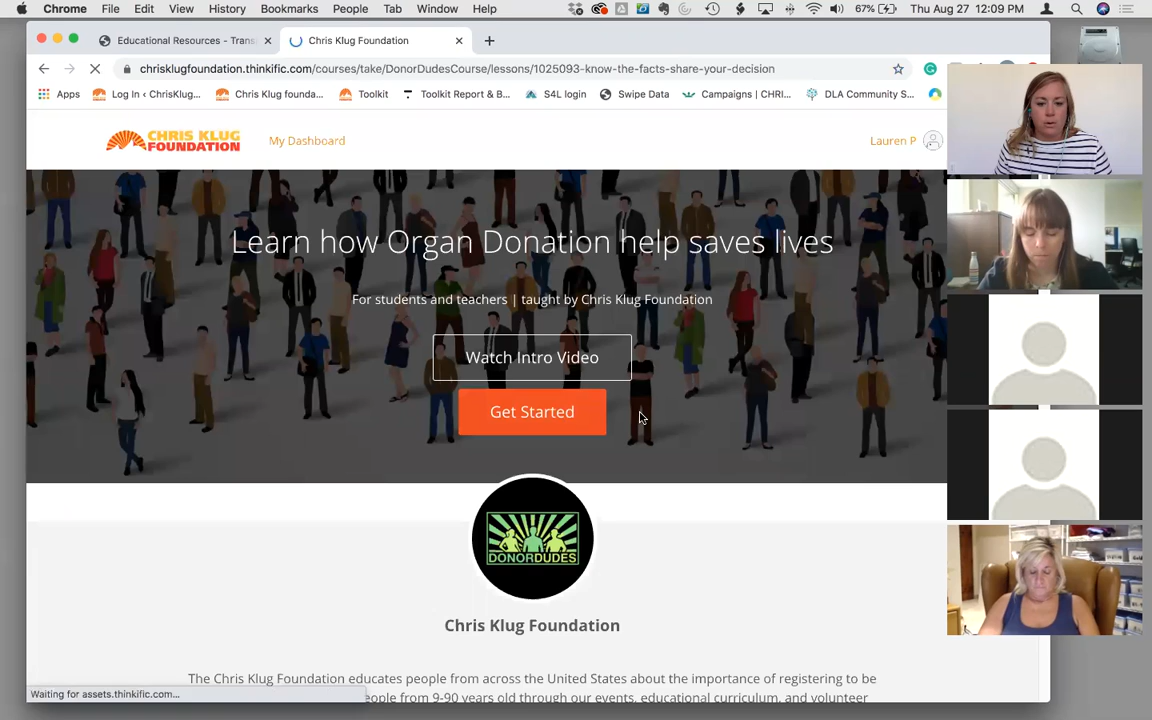 Chrome File Edit View History Bookmarks People Tab Window Help 67% Thu Aug 27 12:09 PM
Educational Resources - Trans
Chris Klug Foundation
chrisklugfoundation.thinkific.com/courses/take/DonorDudesCourse/lessons/1025093-know-the-facts-share-your-decision
Apps Log In ‹ ChrisKlug... Chris Klug founda... Toolkit Toolkit Report & B... S4L login Swipe Data Campaigns | CHRI... DLA Community S...
CHRIS KLUG
FOUNDATION
My Dashboard
Lauren P
Learn how Organ Donation help saves lives
For students and teachers | taught by Chris Klug Foundation
Watch Intro Video
Get Started
DONORDUDES
Chris Klug Foundation
The Chris Klug Foundation educates people from across the United States about the importance of registering to be
people from 9-90 years old through our events, educational curriculum, and volunteer
Waiting for assets.thinkific.com...